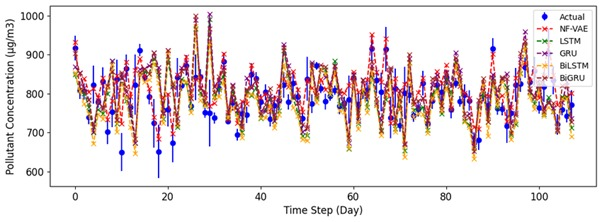 1000
900
800
700
600
Pollutant Concentration (µg/m3)
0
20
40
60
80
100
Time Step (Day)
Actual
NF-VAE
LSTM
GRU
BiLSTM
BiGRU